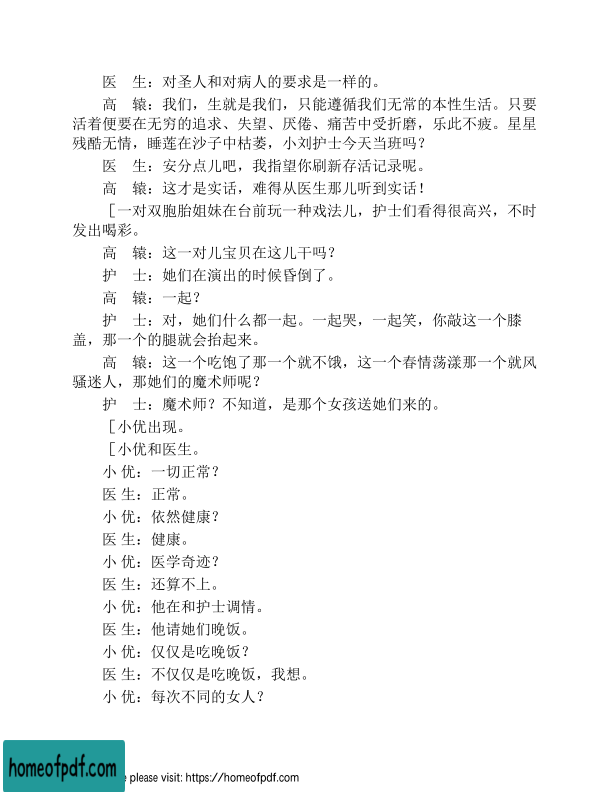 医　生：对圣人和对病人的要求是一样的。
高　辕：我们，生就是我们，只能遵循我们无常的本性生活。只要
活着便要在无穷的追求、失望、厌倦、痛苦中受折磨，乐此不疲。星星
残酷无情，睡莲在沙子中枯萎，小刘护士今天当班吗？
医　生：安分点儿吧，我指望你刷新存活记录呢。
高　辕：这才是实话，难得从医生那儿听到实话！
［一对双胞胎姐妹在台前玩一种戏法儿，护士们看得很高兴，不时
发出喝彩。
高　辕：这一对儿宝贝在这儿干吗？
护　士：她们在演出的时候昏倒了。
高　辕：一起？
护　士：对，她们什么都一起。一起哭，一起笑，你敲这一个膝
盖，那一个的腿就会抬起来。
高　辕：这一个吃饱了那一个就不饿，这一个春情荡漾那一个就风
骚迷人，那她们的魔术师呢？
护　士：魔术师？不知道，是那个女孩送她们来的。
［小优出现。
［小优和医生。
小 优：一切正常？
医 生：正常。
小 优：依然健康？
医 生：健康。
小 优：医学奇迹？
医 生：还算不上。
小 优：他在和护士调情。
医 生：他请她们晚饭。
小 优：仅仅是吃晚饭？
医 生：不仅仅是吃晚饭，我想。
小 优：每次不同的女人？
homeofpdf.com
e please visit: https://homeofpdf.com